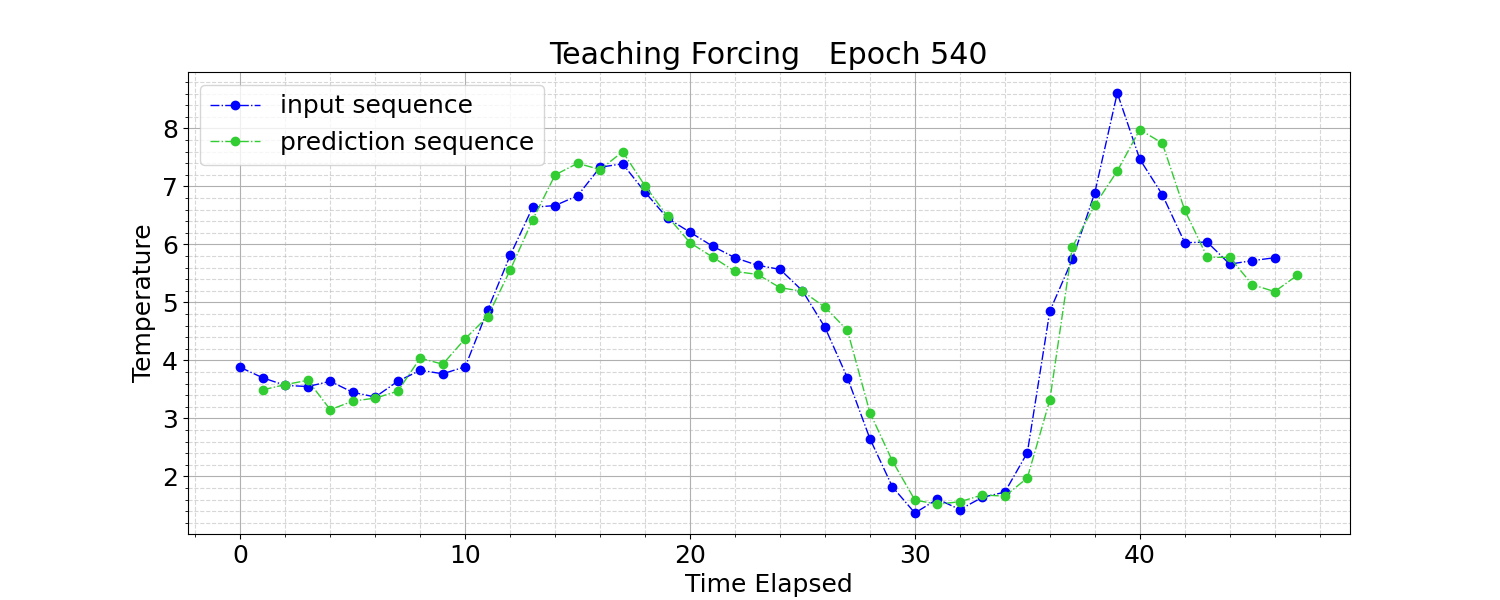 Teaching Forcing   Epoch 540
input sequence
prediction sequence
Temperature
8
7
6
5
4
3
2
0 10 20 30 40
Time Elapsed